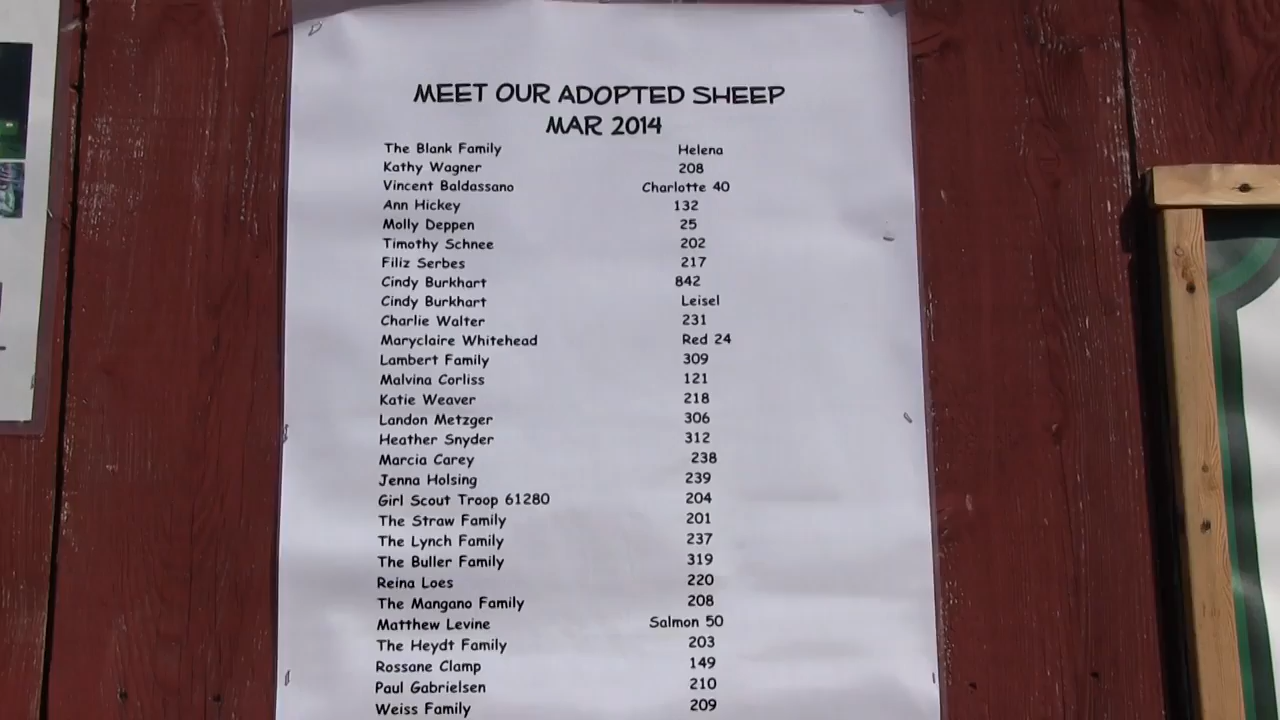 MEET OUR ADOPTED SHEEP
MAR 2014
The Blank Family Helena
Kathy Wagner 208
Vincent Baldassano Charlotte 40
Ann Hickey 132
Molly Deppen 25
Timothy Schnee 202
Filiz Serbes 217
Cindy Burkhart 842
Cindy Burkhart Leisel
Charlie Walter 231
Maryclaire Whitehead Red 24
Lambert Family 309
Malvina Corliss 121
Katie Weaver 218
Landon Metzger 306
Heather Snyder 312
Marcia Carey 238
Jenna Holsing 239
Girl Scout Troop 61280 204
The Straw Family 201
The Lynch Family 237
The Buller Family 319
Reina Loes 220
The Mangano Family 208
Matthew Levine Salmon 50
The Heydt Family 203
Rossane Clamp 149
Paul Gabrielsen 210
Weiss Family 209